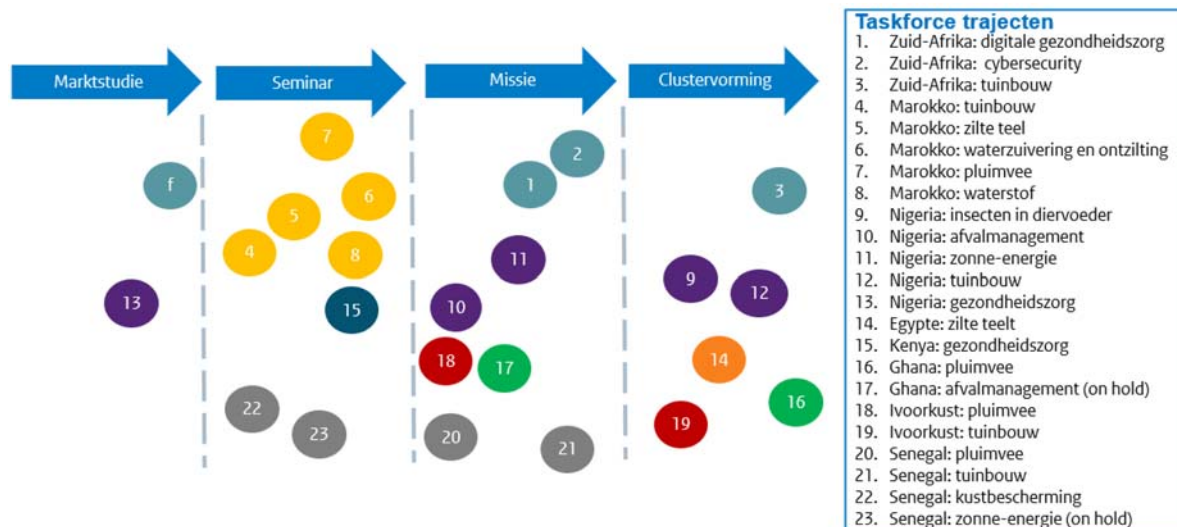 Marktstudie
Seminar
Missie
Clustervorming
7
2
f
1
3
6
5
4
8
11
9
12
13
15
10
18
17
14
22
23
20
21
19
16
Taskforce trajecten
1. Zuid-Afrika: digitale gezondheidszorg
2. Zuid-Afrika: cybersecurity
3. Zuid-Afrika: tuinbouw
4. Marokko: tuinbouw
5. Marokko: zilte teel
6. Marokko: waterzuivering en ontzilting
7. Marokko: pluimvee
8. Marokko: waterstof
9. Nigeria: insecten in diervoeder
10. Nigeria: afvalmanagement
11. Nigeria: zonne-energie
12. Nigeria: tuinbouw
13. Nigeria: gezondheidszorg
14. Egypte: zilte teelt
15. Kenya: gezondheidszorg
16. Ghana: pluimvee
17. Ghana: afvalmanagement (on hold)
18. Ivoorkust: pluimvee
19. Ivoorkust: tuinbouw
20. Senegal: pluimvee
21. Senegal: tuinbouw
22. Senegal: kustbescherming
23. Senegal: zonne-energie (on hold)